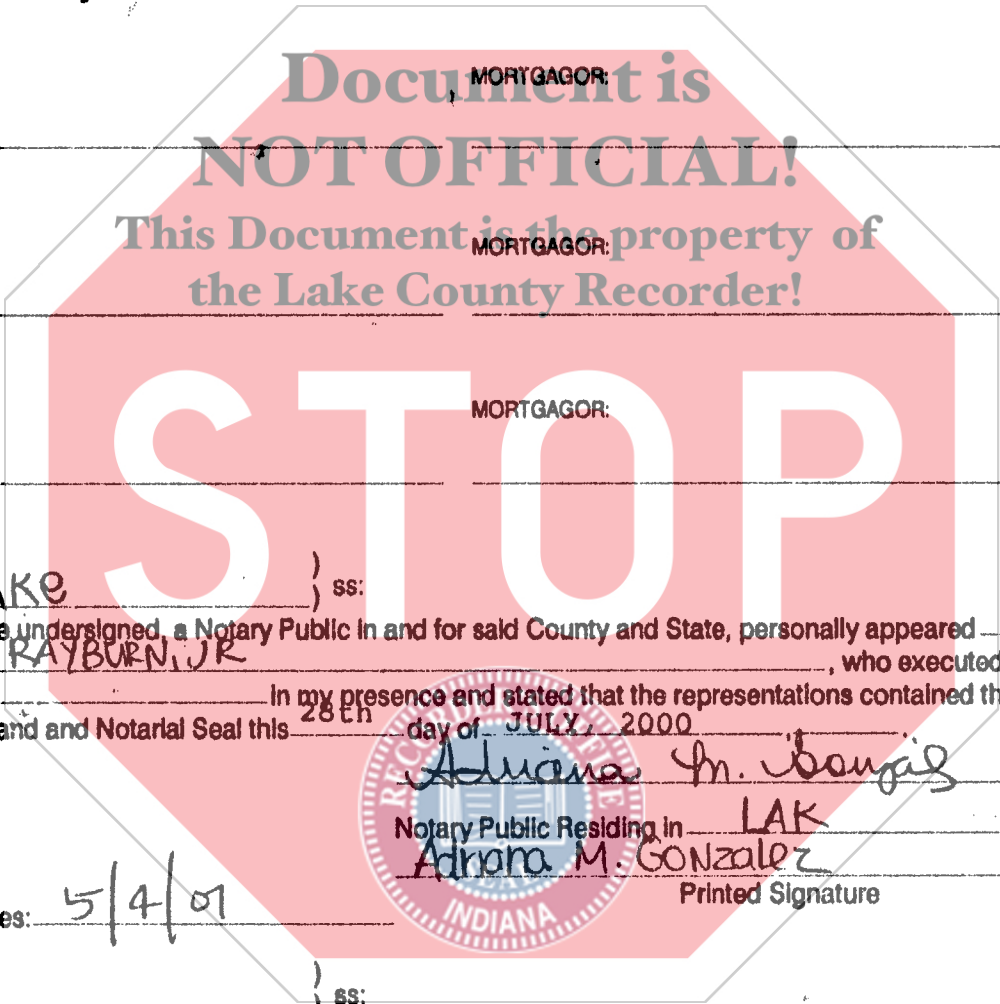 Document is
MORTGAGOR:
NOT OFFICIAL!
This Document is the property of
MORTGAGOR:
the Lake County Recorder!
STOP
MORTGAGOR:
AKe ) ss:
e undersigned, a Notary Public in and for said County and State, personally appeared
RAYBURN, JR , who executed
in my presence and stated that the representations contained th
and and Notarial Seal this 28th day of JULY, 2000
Adriana M. Gonzalez
Notary Public Residing in LAK
Adriana M. GONzalez
Printed Signature
es: 5/4/01
INDIANA
) ss: